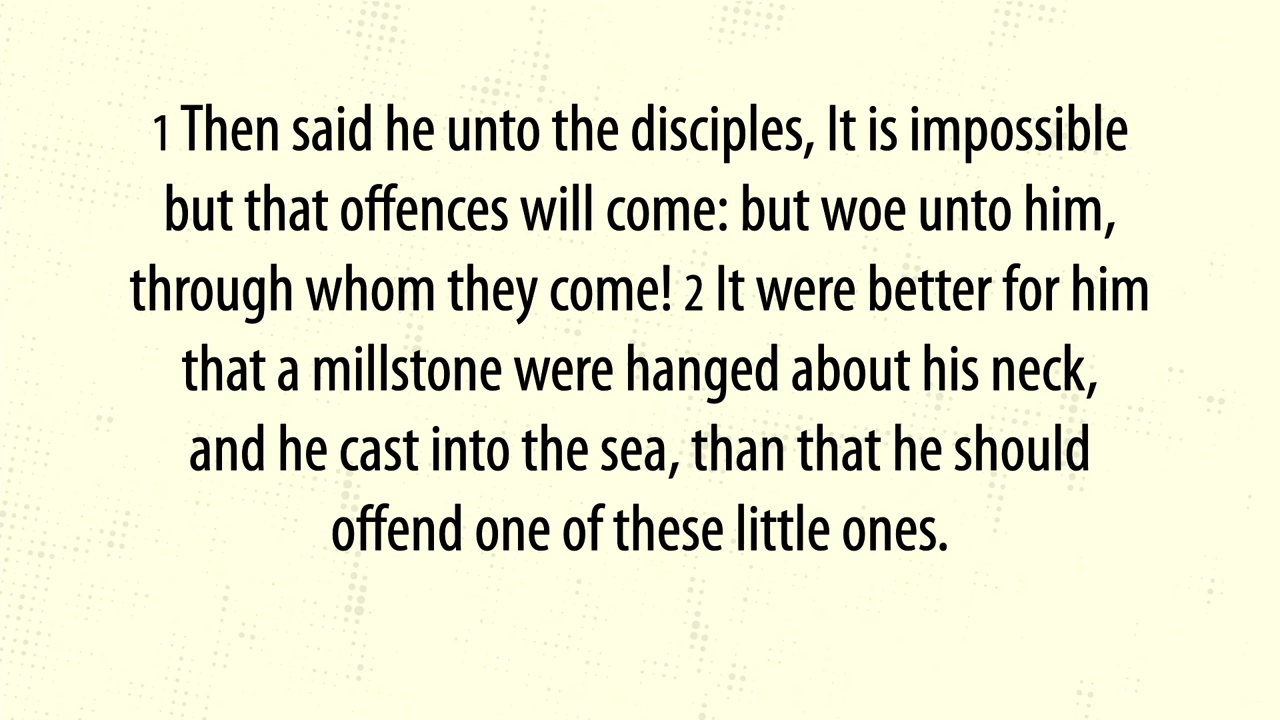 1 Then said he unto the disciples, It is impossible
but that offences will come: but woe unto him,
through whom they come! 2 It were better for him
that a millstone were hanged about his neck,
and he cast into the sea, than that he should
offend one of these little ones.